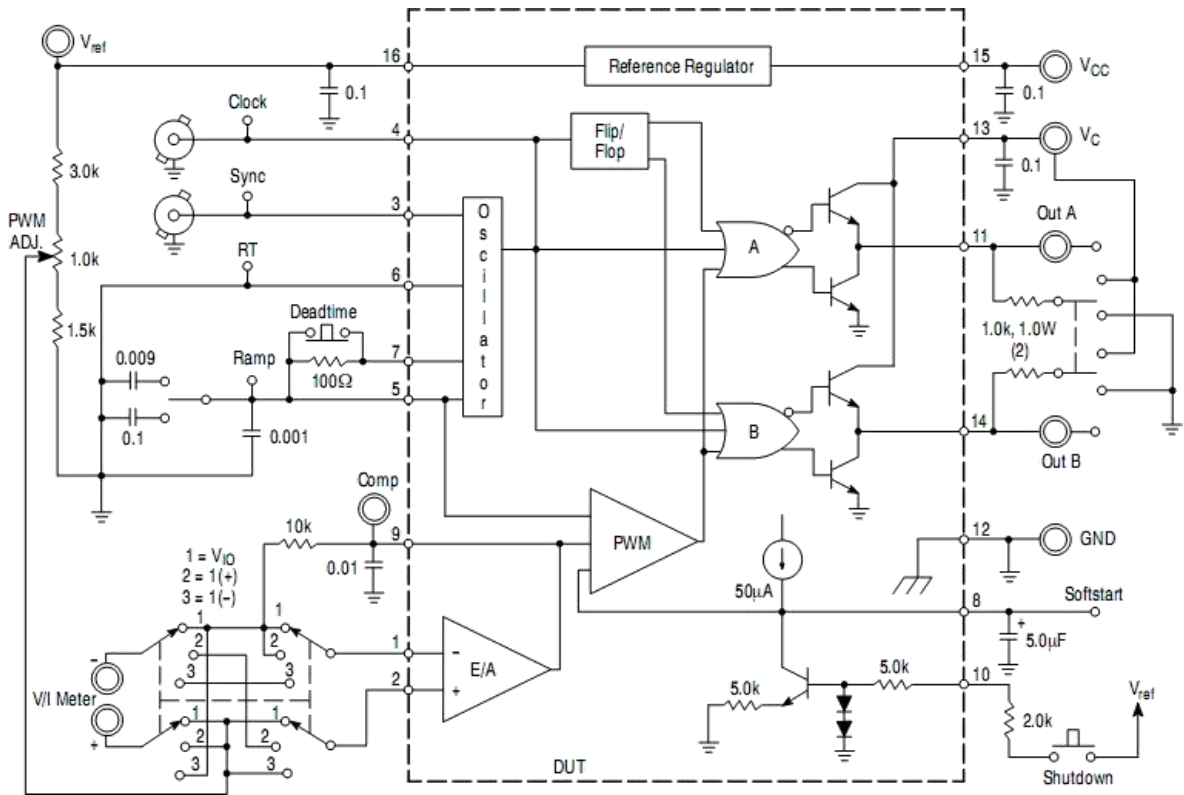 Vref
16
Reference Regulator
15
VCC
0.1
0.1
Clock
4
Flip/
Flop
13
VC
0.1
3.0k
Sync
3
Oscillator
PWM
ADJ.
1.0k
RT
6
A
11
Out A
1.5k
Deadtime
7
100Ω
0.009
Ramp
5
0.1
0.001
1.0k, 1.0W
(2)
B
14
Out B
Comp
10k
9
0.01
PWM
12
GND
1 = VIO
2 = 1(+)
3 = 1(−)
50μA
8
Softstart
+
5.0μF
1
1
2
2
3
3
1
−
E/A
2
+
−
V/I Meter
+
1
1
2
2
3
3
5.0k
5.0k
10
Vref
2.0k
Shutdown
DUT